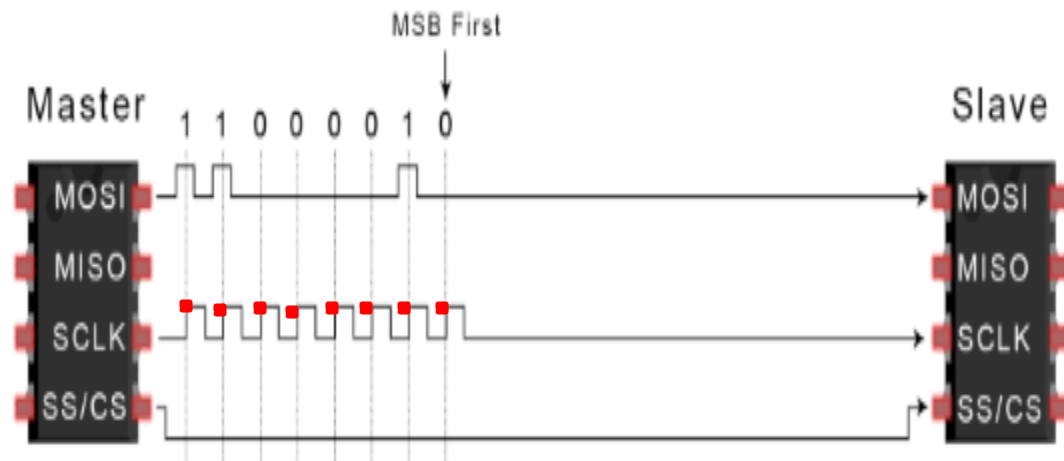 MSB First
Master
1 1 0 0 0 0 1 0
Slave
MOSI
MISO
SCLK
SS/CS
MOSI
MISO
SCLK
SS/CS